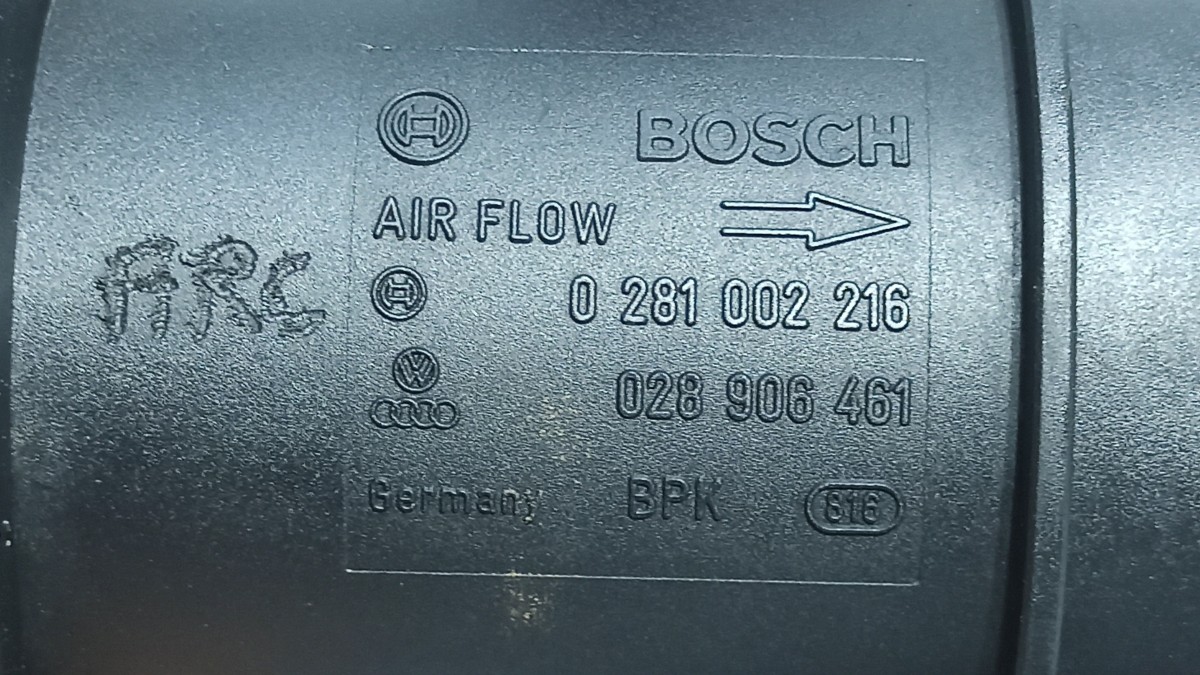 BOSCH
AIR FLOW
0 281 002 216
028 906 461
Germany BPK 816
ARC